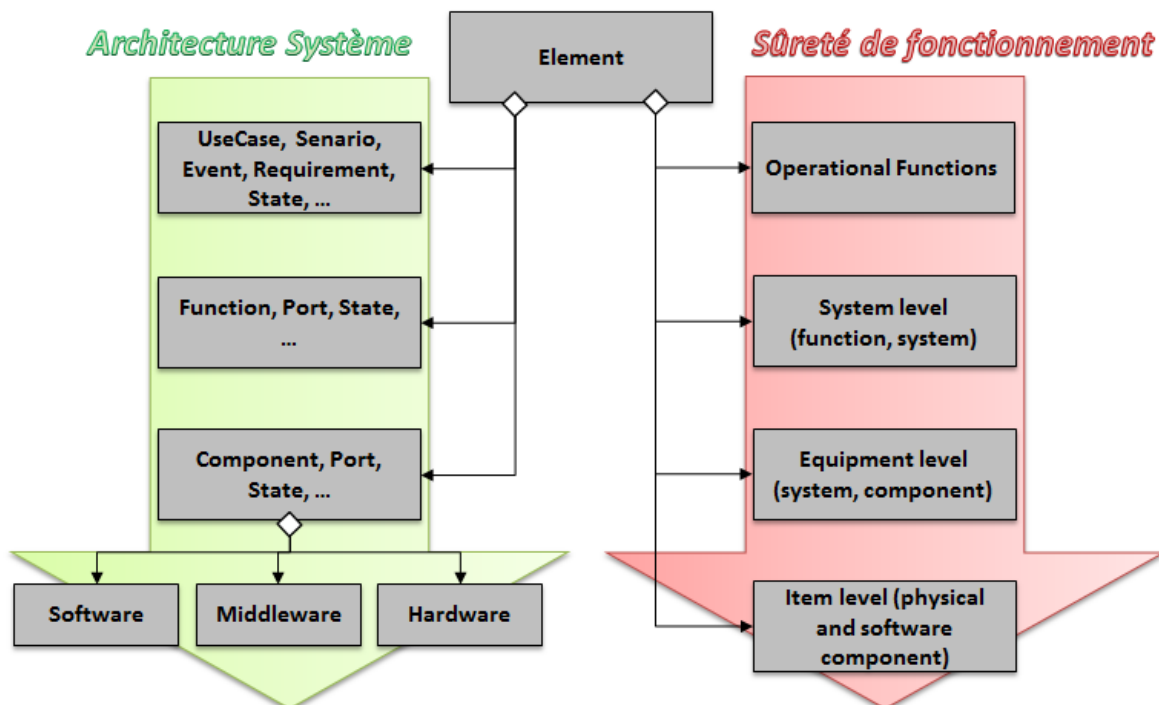 Architecture Système
Element
Sûreté de fonctionnement
UseCase, Senario,
Event, Requirement,
State, ...
Operational Functions
Function, Port, State,
...
System level
(function, system)
Component, Port,
State, ...
Equipment level
(system, component)
Software
Middleware
Hardware
Item level (physical
and software
component)